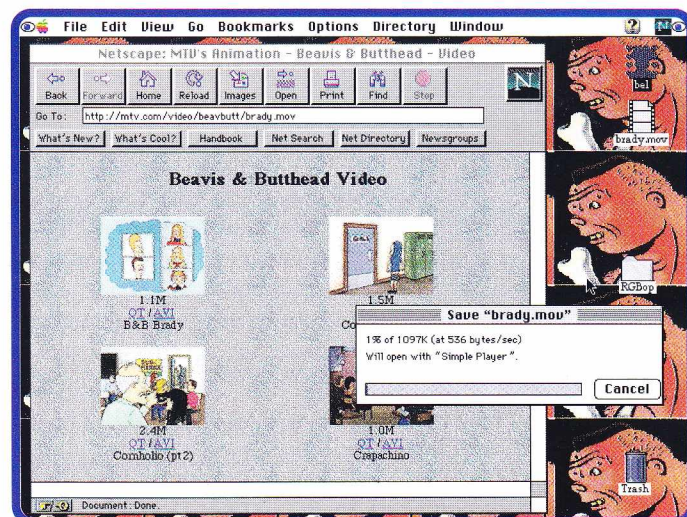 File Edit View Go Bookmarks Options Directory Window
Netscape: MTV's Animation - Beavis & Butthead - Video
Back Forward Home Reload Images Open Print Find Stop
N
Go To: http://mtv.com/video/beavbutt/brady.mov
What's New? What's Cool? Handbook Net Search Net Directory Newsgroups
Beavis & Butthead Video
1.1M
QT / AVI
B&B Brady
1.5M
Co
2.4M
QT / AVI
Cornholio (pt 2)
1.0M
QT / AVI
Crapachino
Save "brady.mov"
1% of 1097K (at 536 bytes/sec)
Will open with "Simple Player".
Cancel
Document: Done.
bel
brady.mov
RGBop
Trash